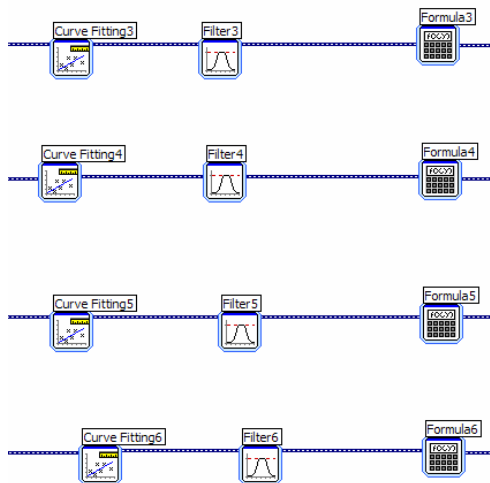 Curve Fitting3 Filter3 Formula3
f(X,Y)
Curve Fitting4 Filter4 Formula4
f(X,Y)
Curve Fitting5 Filter5 Formula5
f(X,Y)
Curve Fitting6 Filter6 Formula6
f(X,Y)